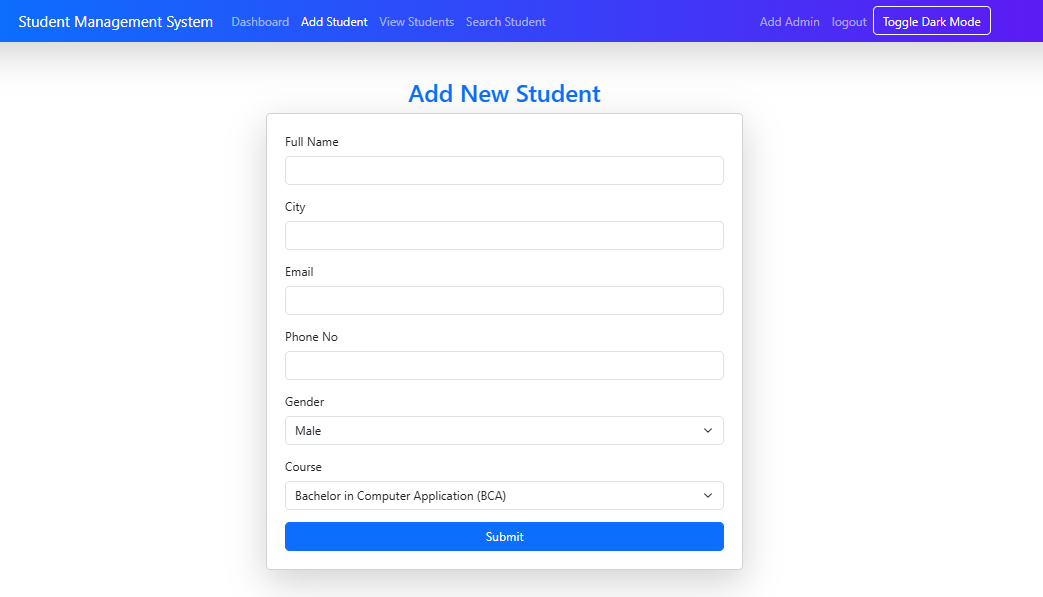 Student Management System Dashboard Add Student View Students Search Student Add Admin logout Toggle Dark Mode
Add New Student
Full Name
City
Email
Phone No
Gender
Male
Course
Bachelor in Computer Application (BCA)
Submit